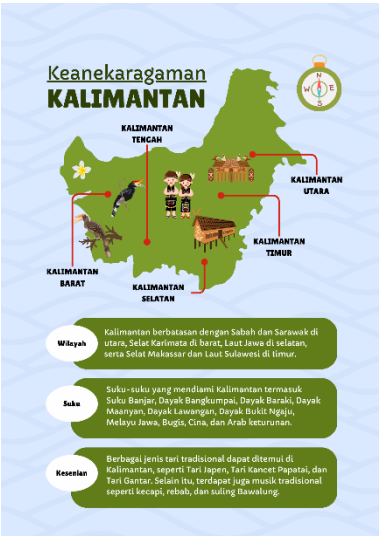 Keanekaragaman
KALIMANTAN
N
W E
S
KALIMANTAN
TENGAH
KALIMANTAN
UTARA
KALIMANTAN
TIMUR
KALIMANTAN
BARAT
KALIMANTAN
SELATAN
Wilayah
Kalimantan berbatasan dengan Sabah dan Sarawak di
utara, Selat Karimata di barat, Laut Jawa di selatan,
serta Selat Makassar dan Laut Sulawesi di timur.
Suku
Suku-suku yang mendiami Kalimantan termasuk
Suku Banjar, Dayak Bangkumpai, Dayak Baraki, Dayak
Maanyan, Dayak Lawangan, Dayak Bukit Ngaju,
Melayu Jawa, Bugis, Cina, dan Arab keturunan.
Kesenian
Berbagai jenis tari tradisional dapat ditemui di
Kalimantan, seperti Tari Japen, Tari Kancet Papatai, dan
Tari Gantar. Selain itu, terdapat juga musik tradisional
seperti kecapi, rebab, dan suling Bawalung.